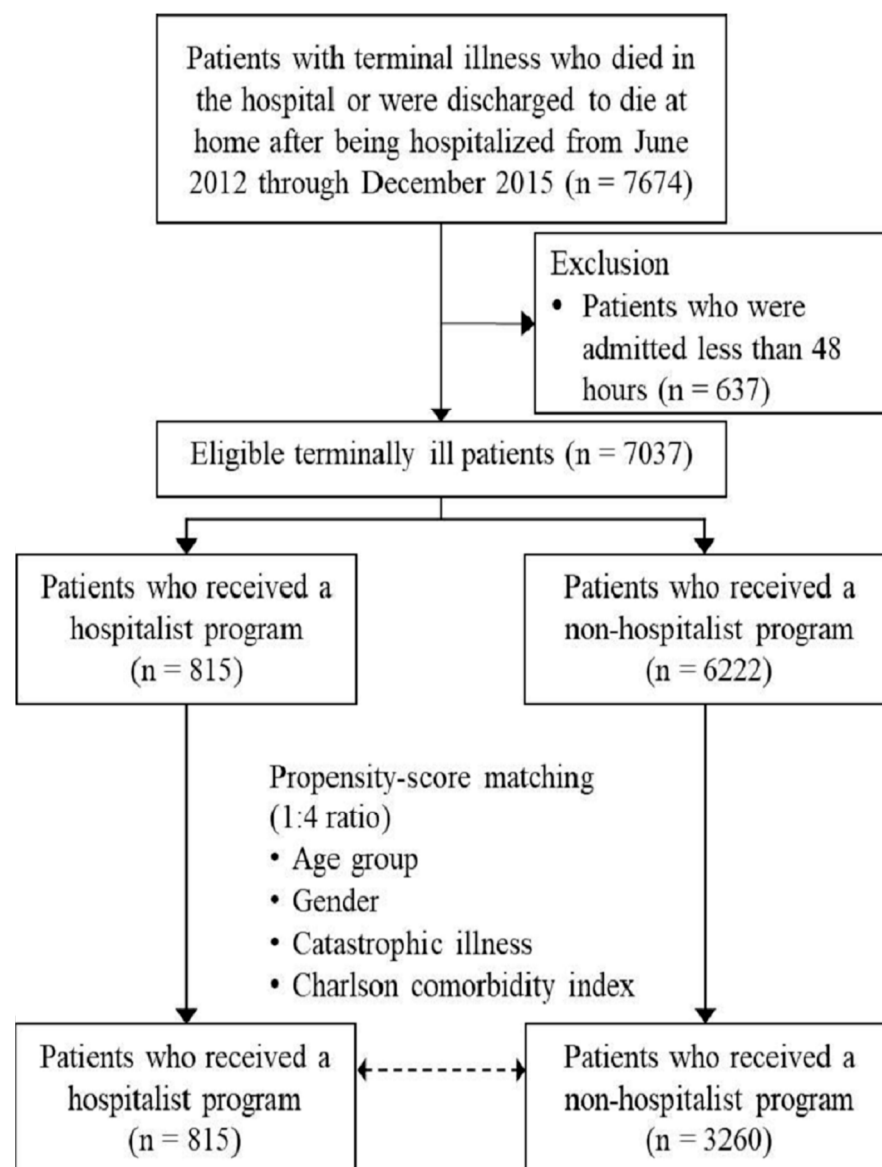 Patients with terminal illness who died in
the hospital or were discharged to die at
home after being hospitalized from June
2012 through December 2015 (n = 7674)
Exclusion
• Patients who were
admitted less than 48
hours (n = 637)
Eligible terminally ill patients (n = 7037)
Patients who received a
hospitalist program
(n = 815)
Patients who received a
non-hospitalist program
(n = 6222)
Propensity-score matching
(1:4 ratio)
• Age group
• Gender
• Catastrophic illness
• Charlson comorbidity index
Patients who received a
hospitalist program
(n = 815)
Patients who received a
non-hospitalist program
(n = 3260)